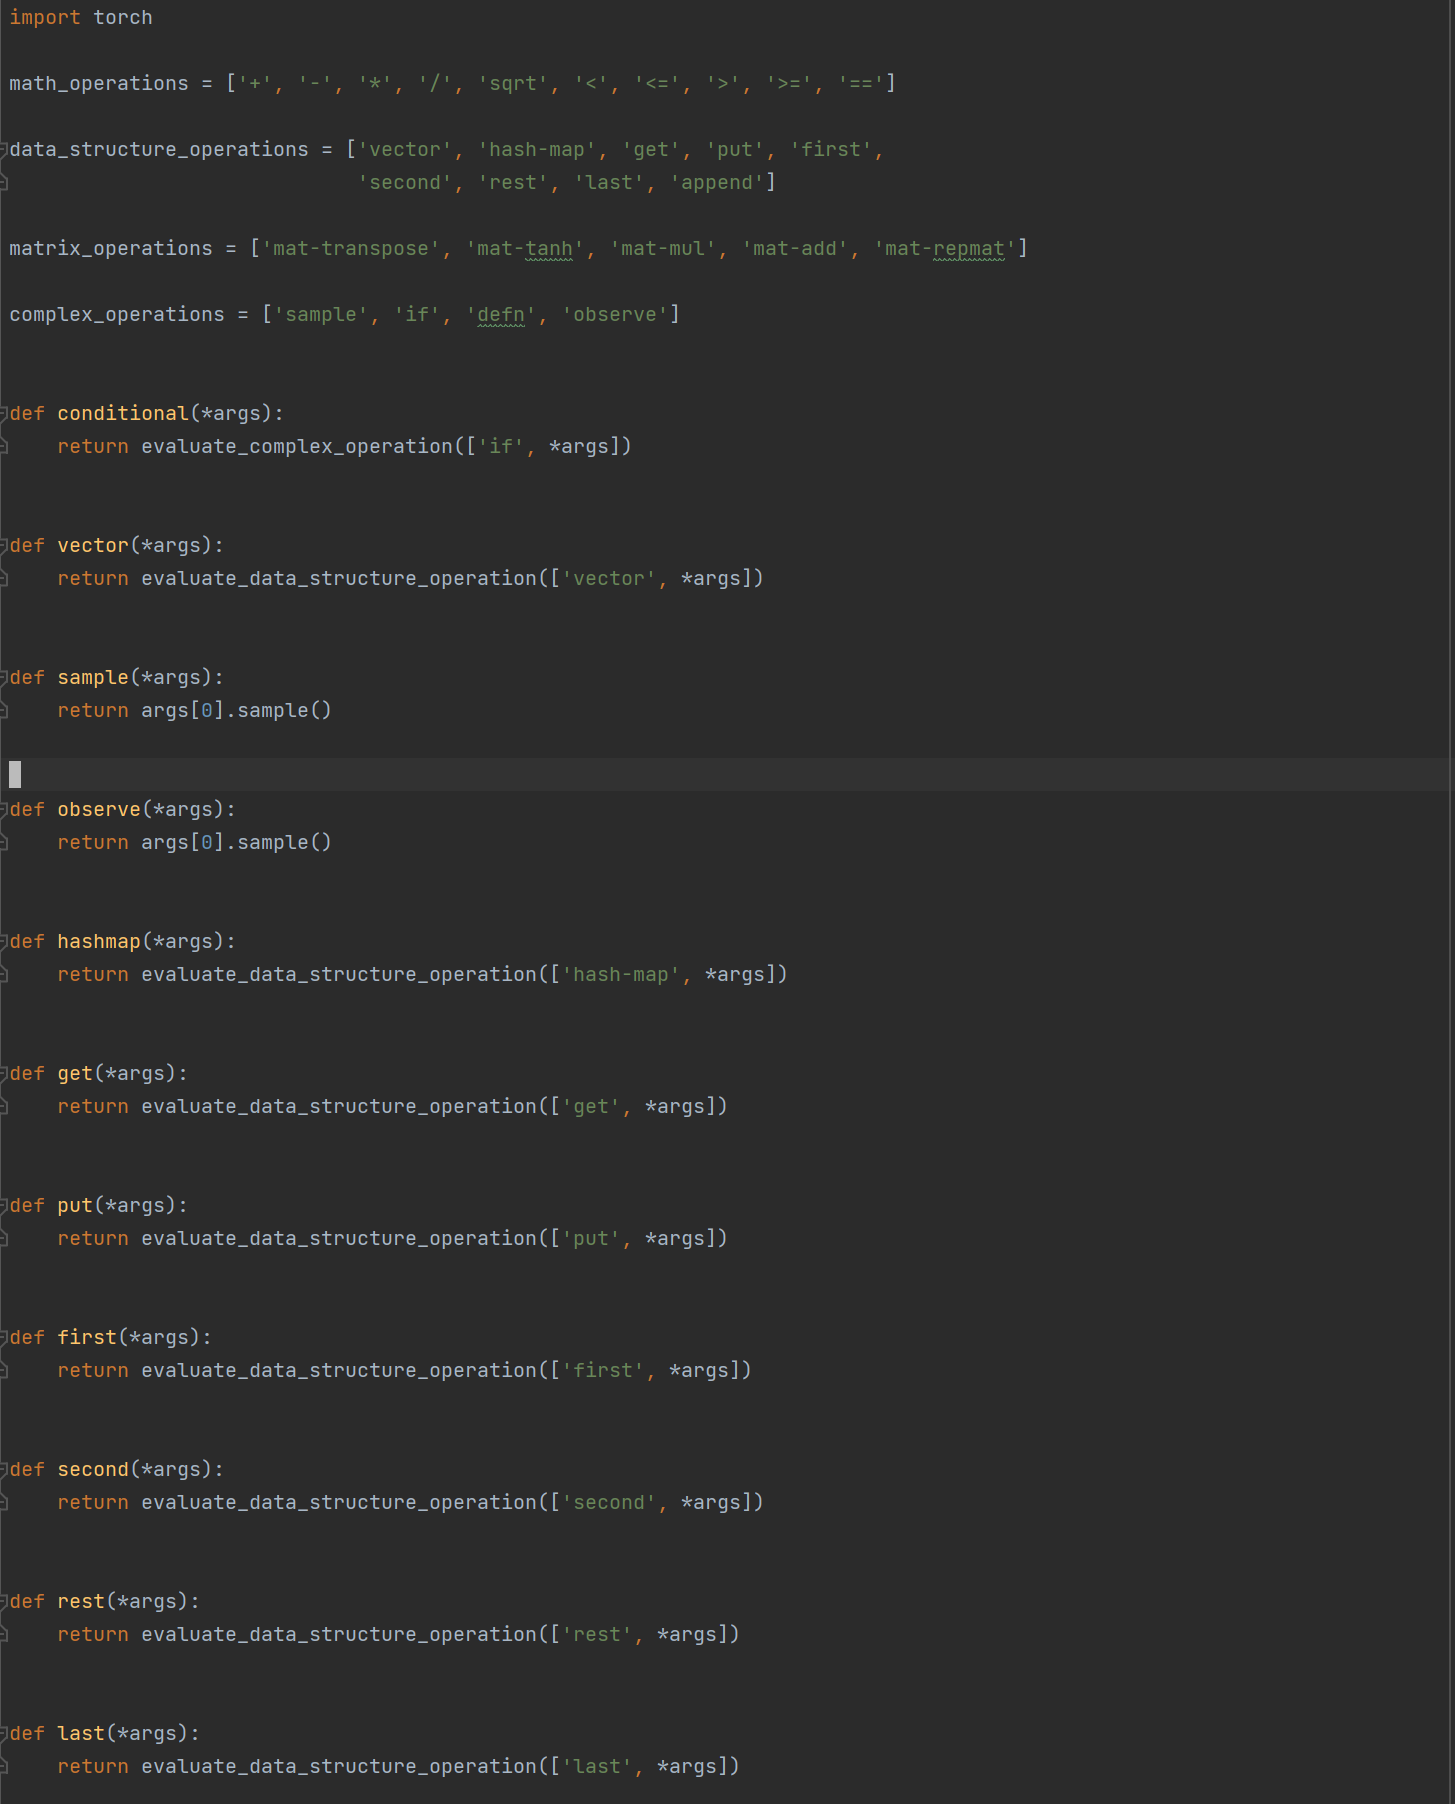 import torch
math_operations = ['+', '-', '*', '/', 'sqrt', '<', '<=', '>', '>=', '==']
data_structure_operations = ['vector', 'hash-map', 'get', 'put', 'first',
                             'second', 'rest', 'last', 'append']
matrix_operations = ['mat-transpose', 'mat-tanh', 'mat-mul', 'mat-add', 'mat-repmat']
complex_operations = ['sample', 'if', 'defn', 'observe']
def conditional(*args):
    return evaluate_complex_operation(['if', *args])
def vector(*args):
    return evaluate_data_structure_operation(['vector', *args])
def sample(*args):
    return args[0].sample()
def observe(*args):
    return args[0].sample()
def hashmap(*args):
    return evaluate_data_structure_operation(['hash-map', *args])
def get(*args):
    return evaluate_data_structure_operation(['get', *args])
def put(*args):
    return evaluate_data_structure_operation(['put', *args])
def first(*args):
    return evaluate_data_structure_operation(['first', *args])
def second(*args):
    return evaluate_data_structure_operation(['second', *args])
def rest(*args):
    return evaluate_data_structure_operation(['rest', *args])
def last(*args):
    return evaluate_data_structure_operation(['last', *args])